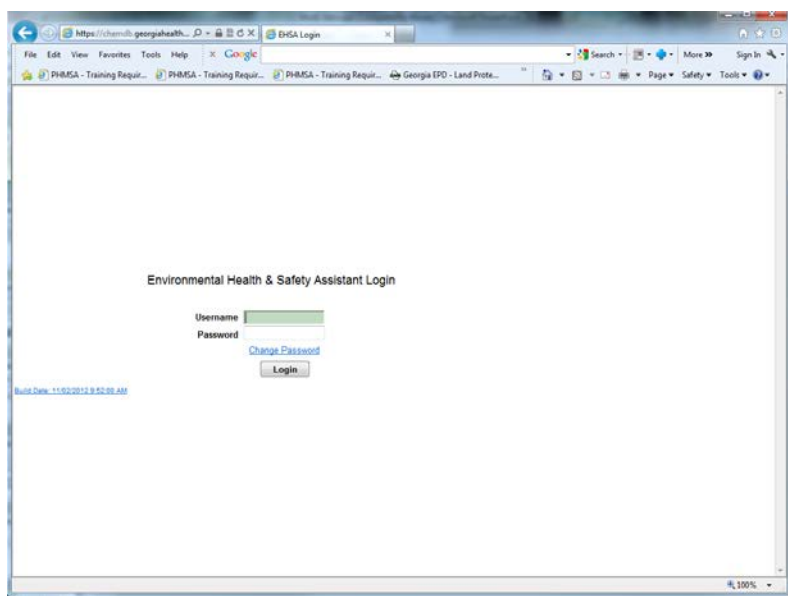 https://chemdb.georgiahealth... EHSA Login
File Edit View Favorites Tools Help x Google Search More » Sign In
PHMSA - Training Requir... PHMSA - Training Requir... PHMSA - Training Requir... Georgia EPD - Land Prote... » Page Safety Tools
Environmental Health & Safety Assistant Login
Username
Password
Change Password
Login
Build Date: 11/02/2012 9:52:00 AM
100%